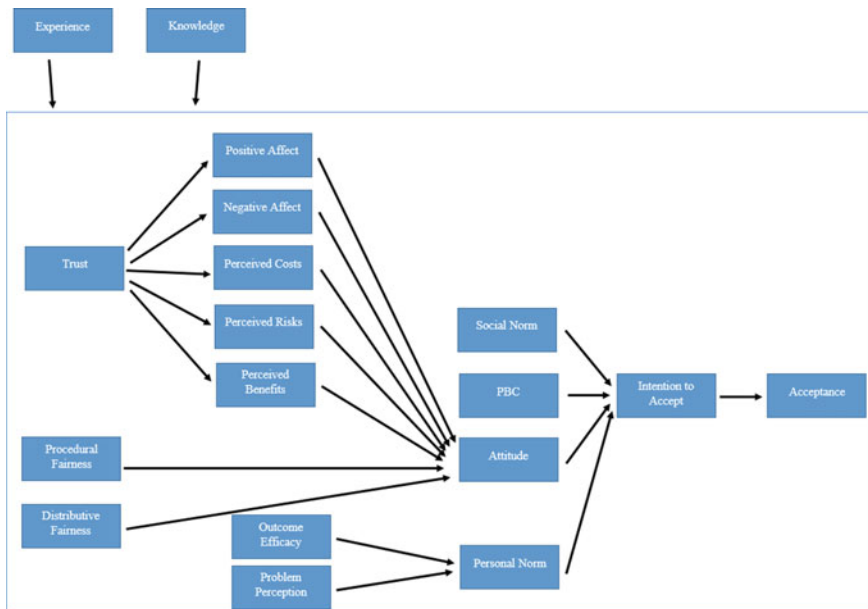 Experience
Knowledge
Positive Affect
Negative Affect
Trust
Perceived Costs
Perceived Risks
Social Norm
Perceived
Benefits
PBC
Intention to
Accept
Acceptance
Procedural
Fairness
Attitude
Distributive
Fairness
Outcome
Efficacy
Problem
Perception
Personal Norm